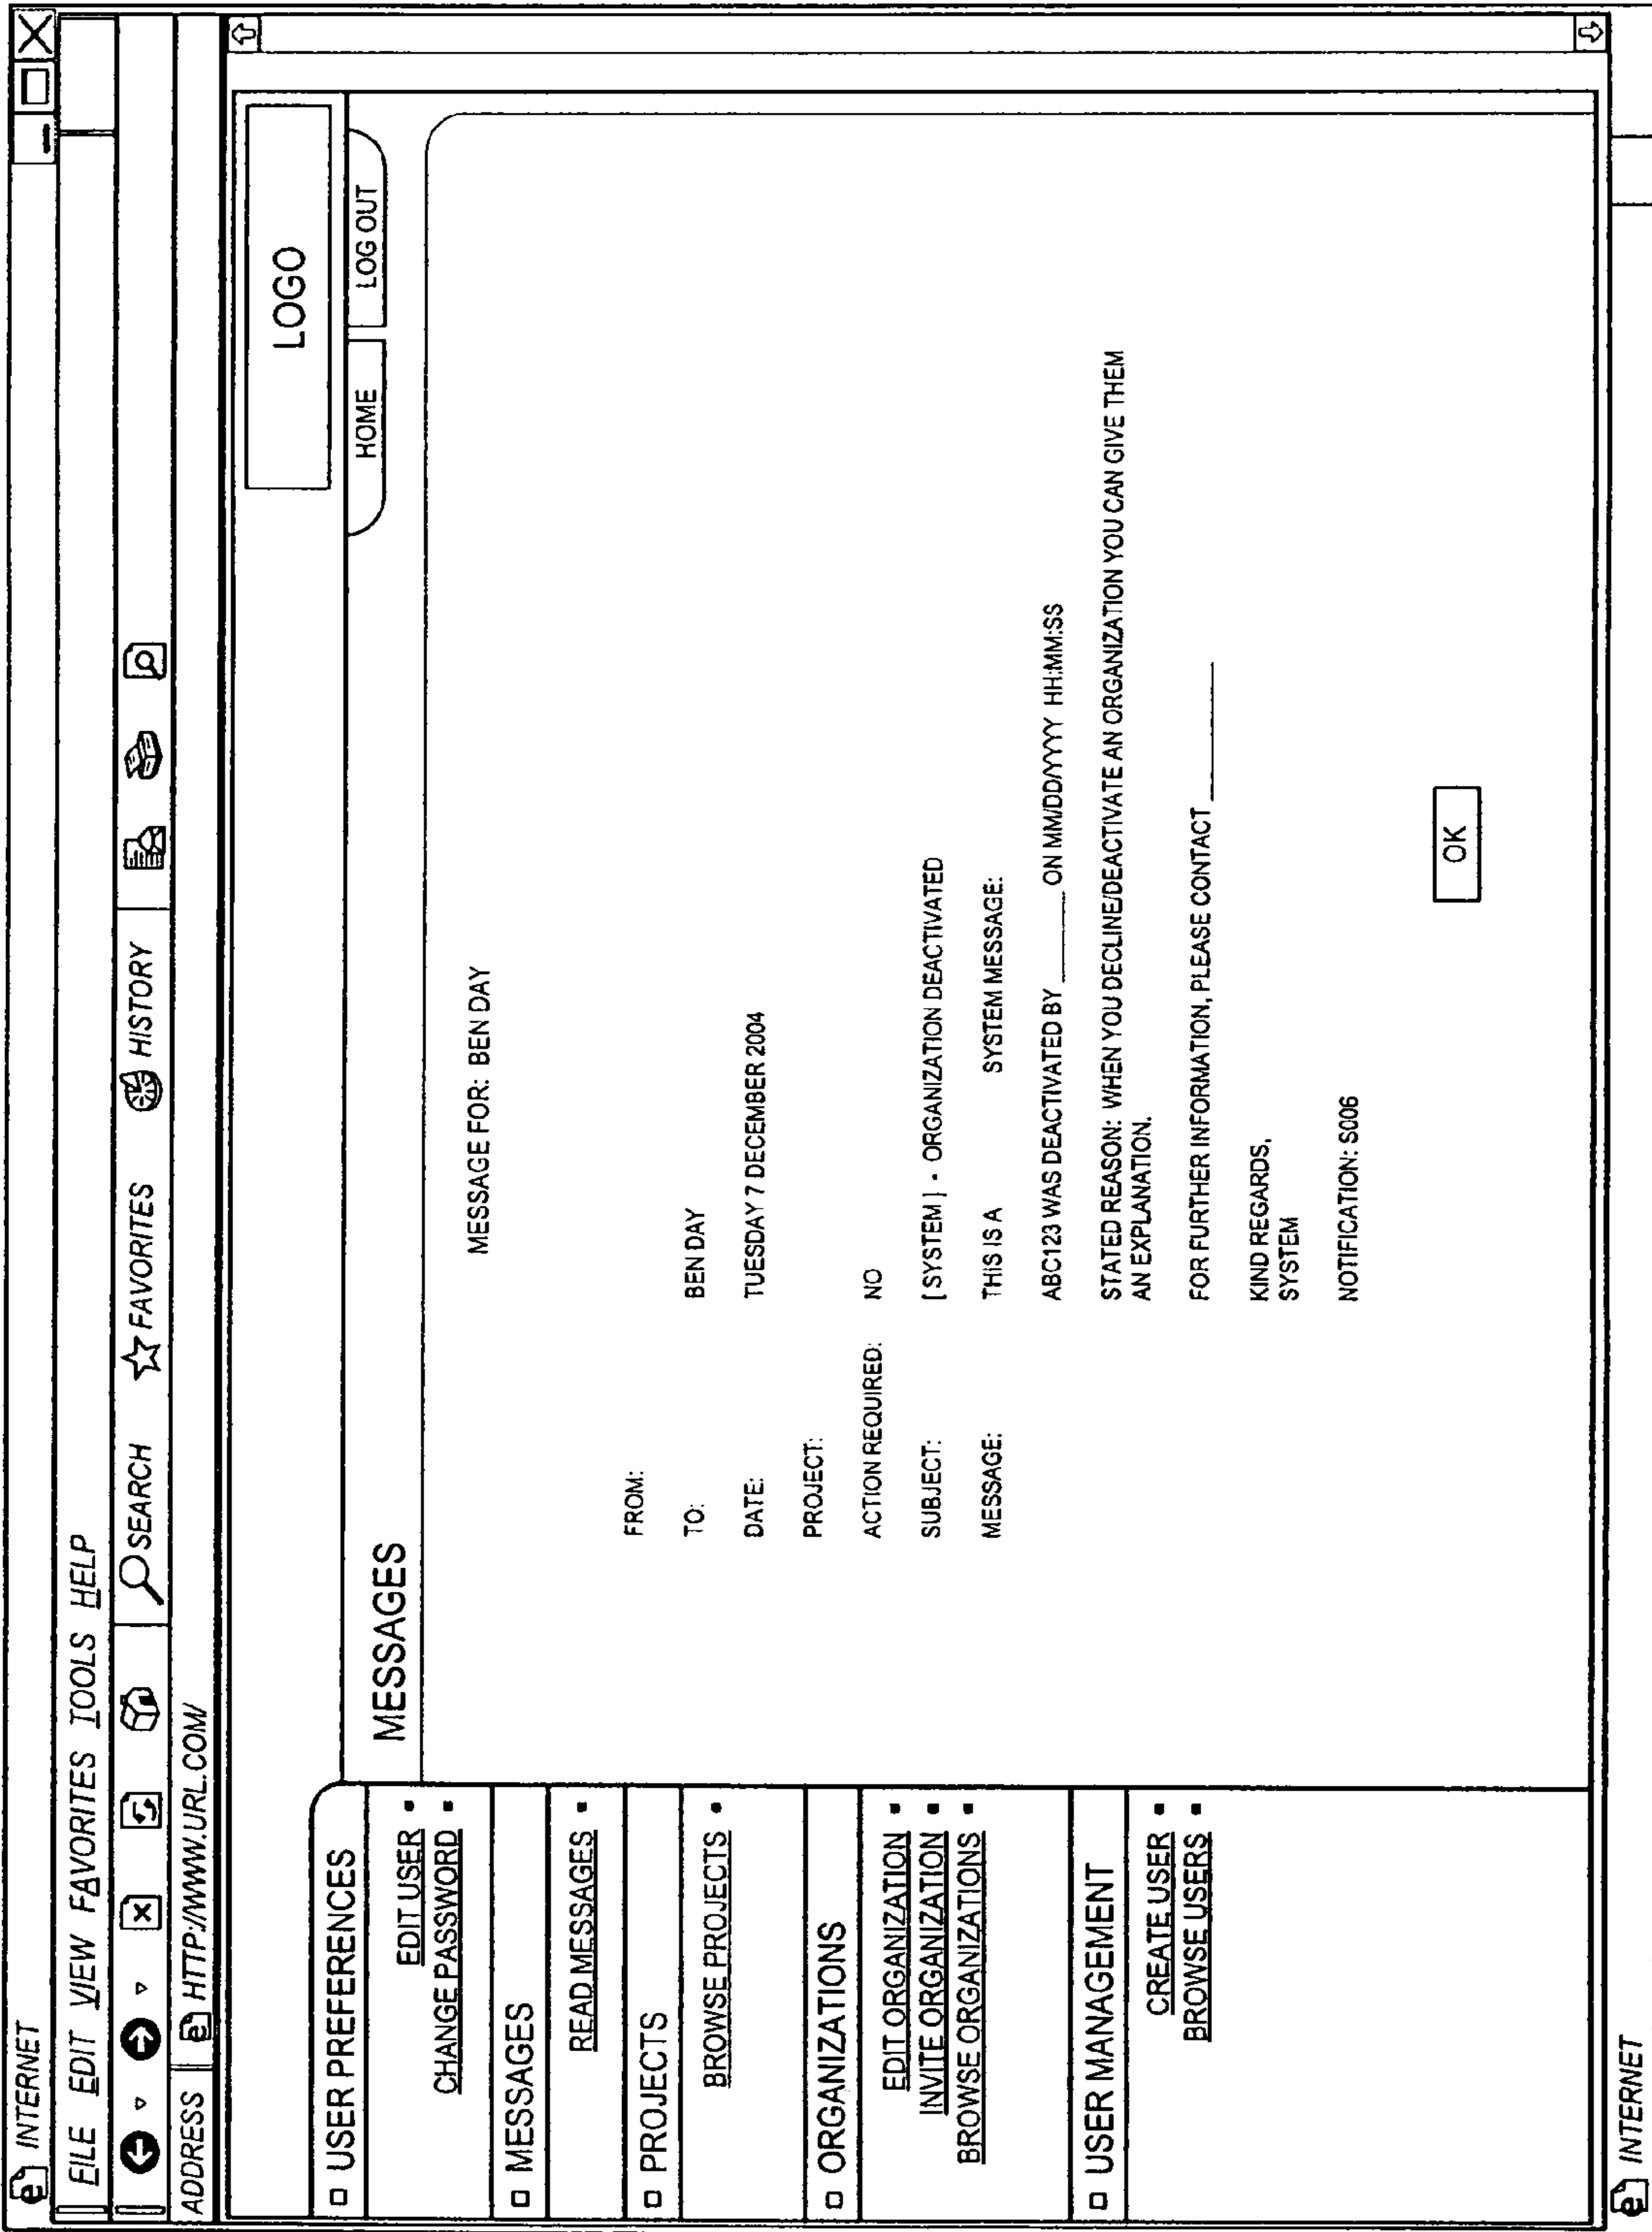 INTERNET
FILE EDIT VIEW FAVORITES TOOLS HELP
SEARCH FAVORITES HISTORY
ADDRESS HTTP://WWW.URL.COM/
LOGO
HOME LOG OUT
USER PREFERENCES
EDIT USER
CHANGE PASSWORD
MESSAGES
READ MESSAGES
PROJECTS
BROWSE PROJECTS
ORGANIZATIONS
EDIT ORGANIZATION
INVITE ORGANIZATION
BROWSE ORGANIZATIONS
USER MANAGEMENT
CREATE USER
BROWSE USERS
MESSAGES
MESSAGE FOR: BEN DAY
FROM:
TO: BEN DAY
DATE: TUESDAY 7 DECEMBER 2004
PROJECT:
ACTION REQUIRED: NO
SUBJECT: [SYSTEM] - ORGANIZATION DEACTIVATED
MESSAGE: THIS IS A SYSTEM MESSAGE:
ABC123 WAS DEACTIVATED BY ______ ON MM/DD/YYYY HH:MM:SS
STATED REASON: WHEN YOU DECLINE/DEACTIVATE AN ORGANIZATION YOU CAN GIVE THEM
AN EXPLANATION.
FOR FURTHER INFORMATION, PLEASE CONTACT ________
KIND REGARDS,
SYSTEM
NOTIFICATION: S006
OK
INTERNET